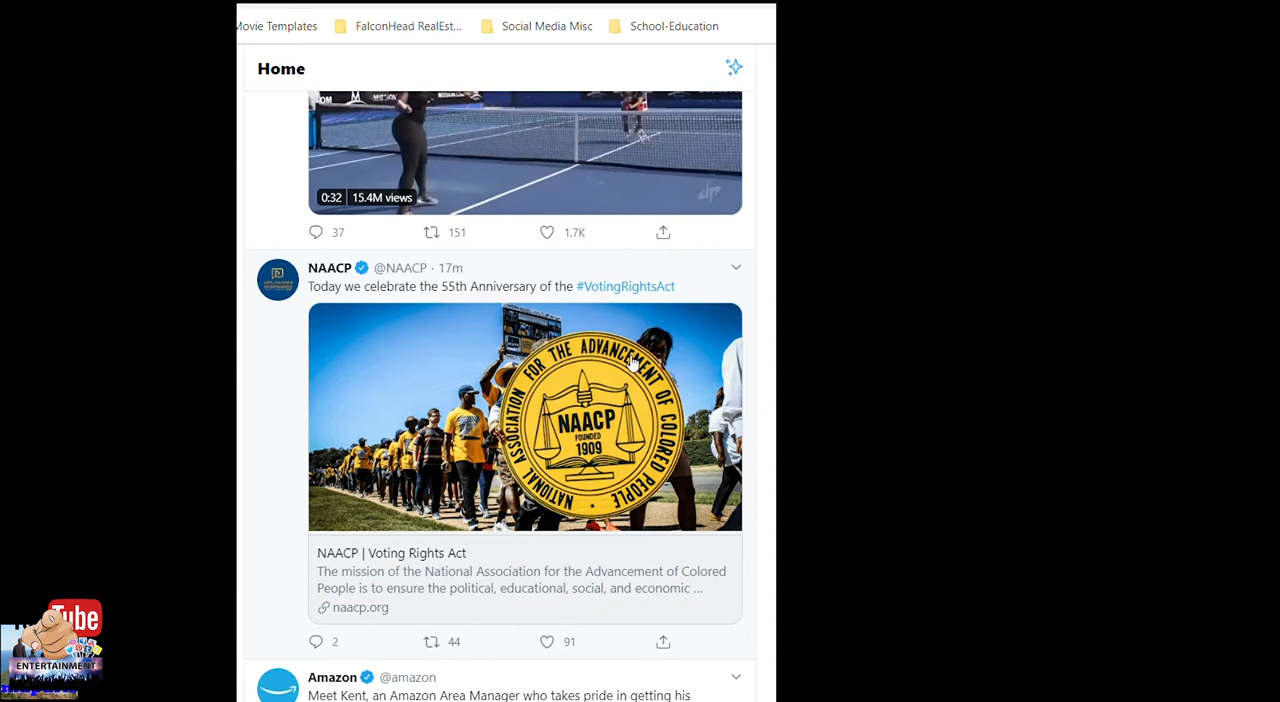 Movie Templates
FalconHead RealEst...
Social Media Misc
School-Education
Home
0:32 15.4M views
dp
37
151
1.7K
NAACP @NAACP · 17m
Today we celebrate the 55th Anniversary of the #VotingRightsAct
NATIONAL ASSOCIATION FOR THE ADVANCEMENT OF COLORED PEOPLE
NAACP
FOUNDED
1909
NAACP | Voting Rights Act
The mission of the National Association for the Advancement of Colored
People is to ensure the political, educational, social, and economic ...
naacp.org
2
44
91
Amazon @amazon
Meet Kent, an Amazon Area Manager who takes pride in getting his
Tube
ENTERTAINMENT